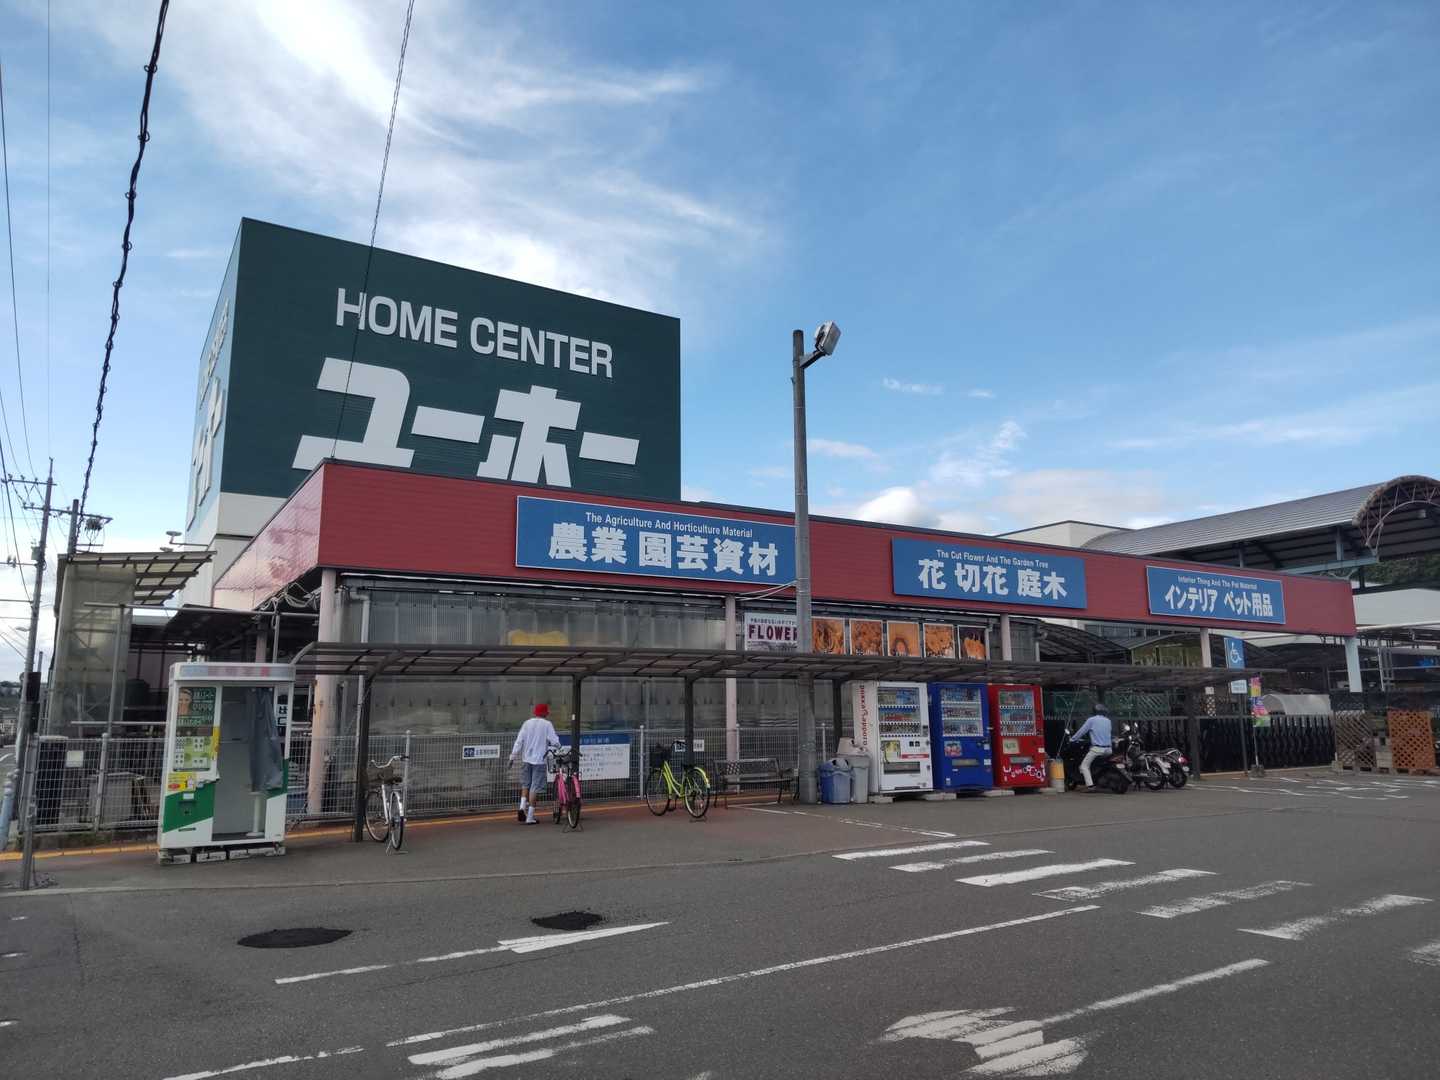 HOME CENTER
ユーホー
The Agriculture And Horticulture Material
農業 園芸資材
The Cut Flower And The Garden Tree
花 切花 庭木
Interior Thing And The Pet Material
インテリア ペット用品
FLOWER
pokka sapporo